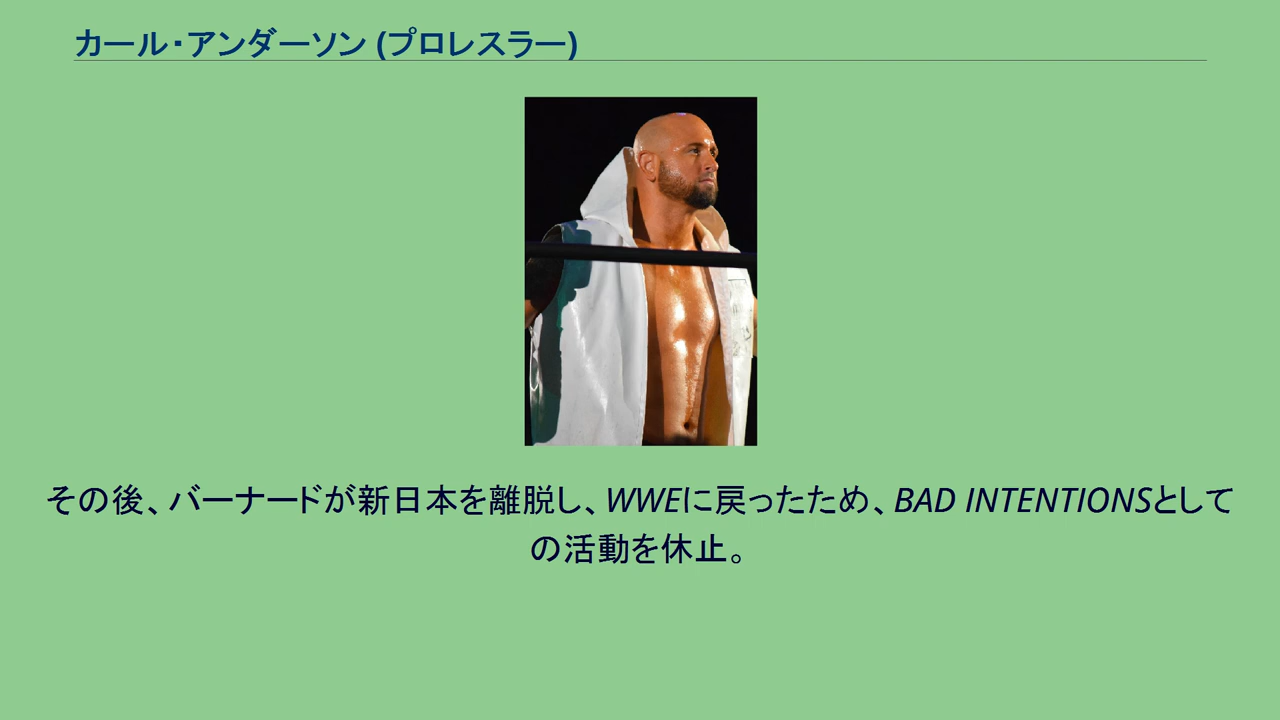 カール・アンダーソン (プロレスラー)
その後、バーナードが新日本を離脱し、WWEに戻ったため、BAD INTENTIONSとして
の活動を休止。